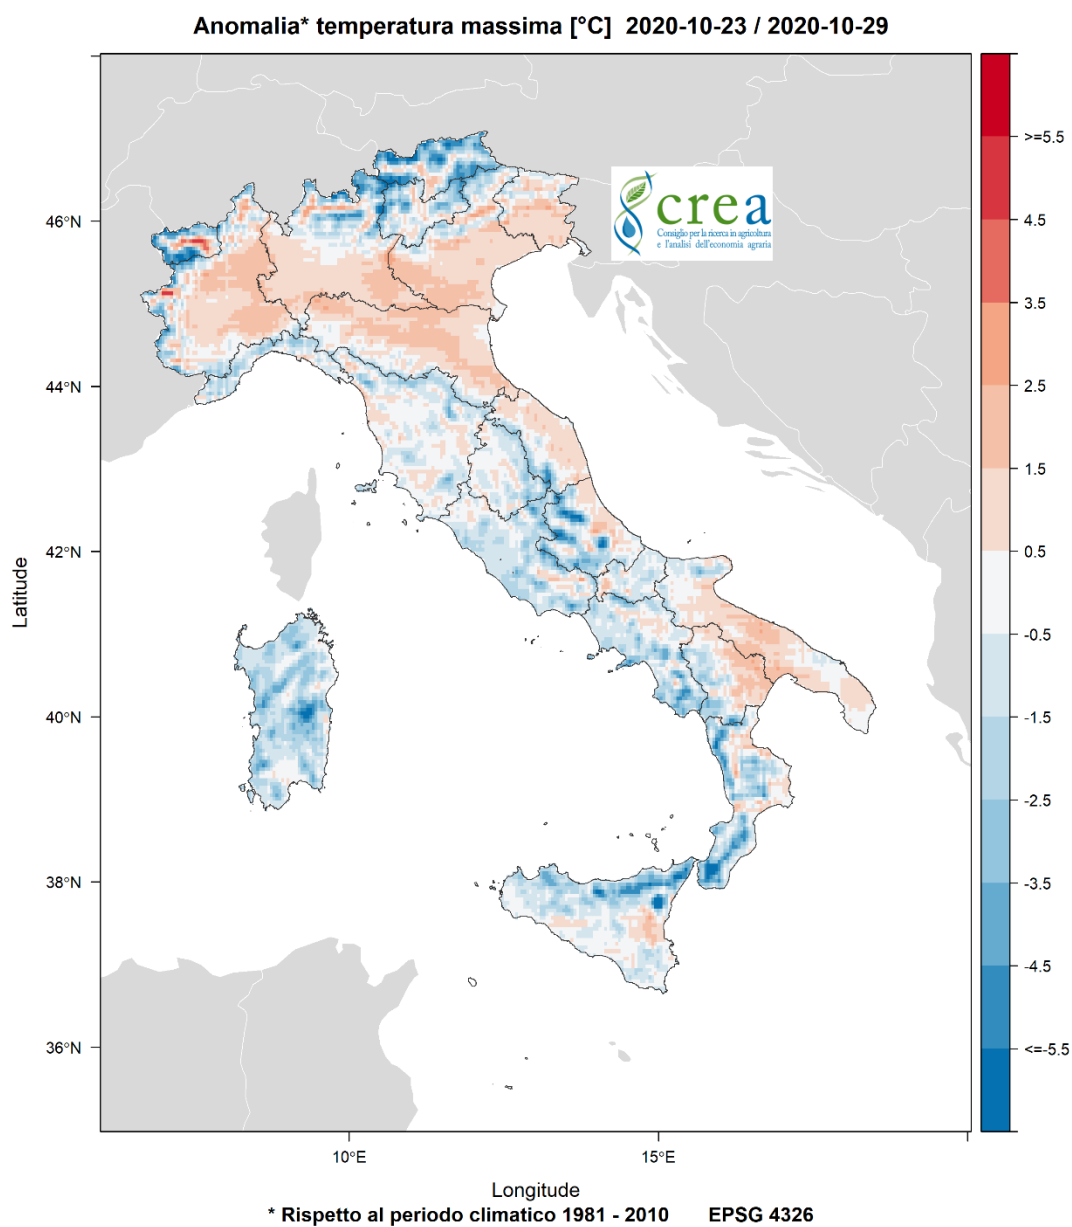 Anomalia* temperatura massima [°C] 2020-10-23 / 2020-10-29
crea
Consiglio per la ricerca in agricoltura
e l'analisi dell'economia agraria
>=5.5
4.5
3.5
2.5
1.5
0.5
-0.5
-1.5
-2.5
-3.5
-4.5
<=-5.5
Latitude
46°N
44°N
42°N
40°N
38°N
36°N
10°E
15°E
Longitude
* Rispetto al periodo climatico 1981 - 2010 EPSG 4326